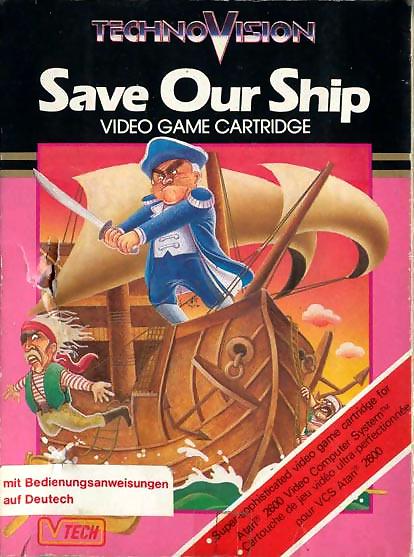 TECHNOVISION
Save Our Ship
VIDEO GAME CARTRIDGE
mit Bedienungsanweisungen
auf Deutech
VTECH
Super-sophisticated video game cartridge for
Atari® 2600 Video Computer System™
Cartouche de jeu vidéo ultra-perfectionnée
pour VCS Atari® 2600